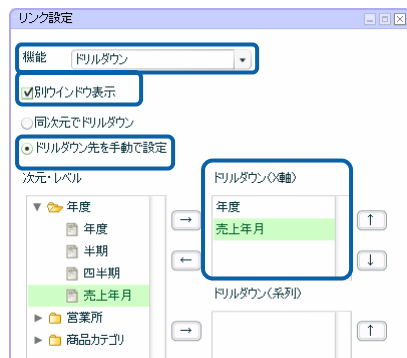 リンク設定
機能 ドリルダウン
別ウインドウ表示
同次元でドリルダウン
ドリルダウン先を手動で設定
次元・レベル
年度
年度
半期
四半期
売上年月
営業所
商品カテゴリ
→
←
→
ドリルダウン(X軸)
年度
売上年月
↑
↓
ドリルダウン(系列)
↑